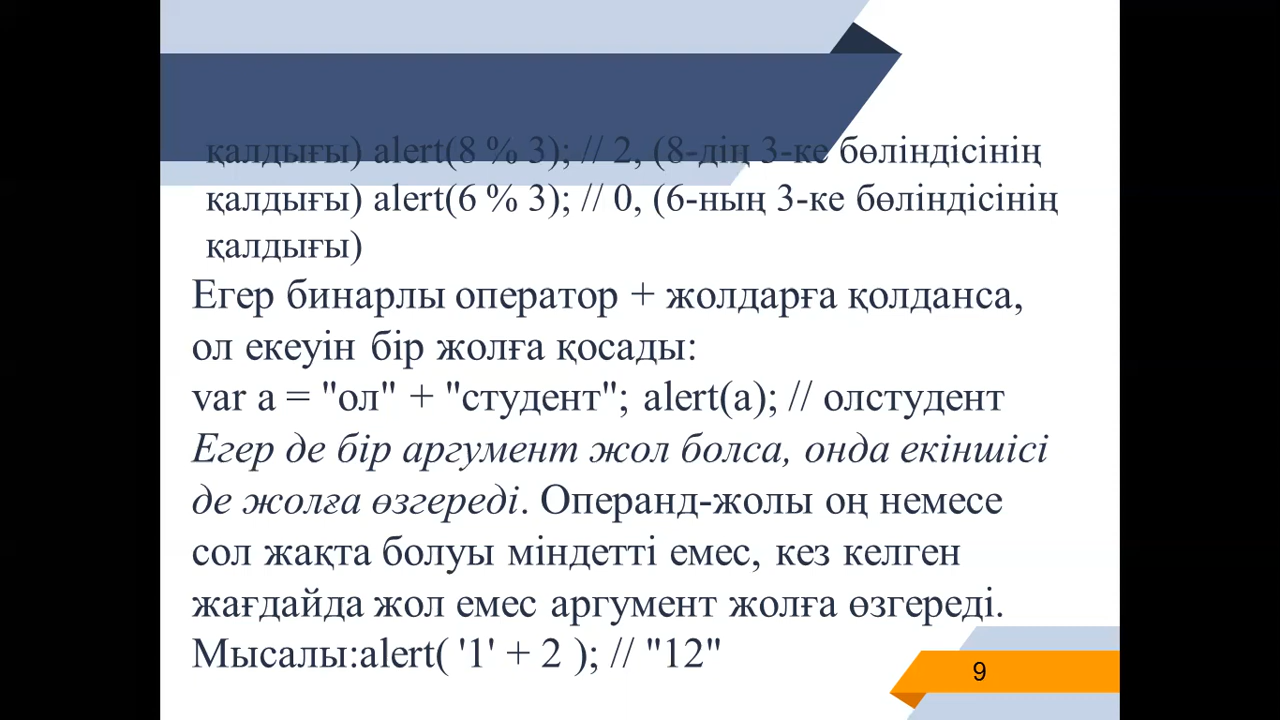 қалдығы) alert(8 % 3); // 2, (8-дің 3-ке бөліндісінің
қалдығы) alert(6 % 3); // 0, (6-ның 3-ке бөліндісінің
қалдығы)
Егер бинарлы оператор + жолдарға қолданса,
ол екеуін бір жолға қосады:
var a = "ол" + "студент"; alert(a); // олстудент
Егер де бір аргумент жол болса, онда екіншісі
де жолға өзгереді. Операнд-жолы оң немесе
сол жақта болуы міндетті емес, кез келген
жағдайда жол емес аргумент жолға өзгереді.
Мысалы:alert( '1' + 2 ); // "12"
9